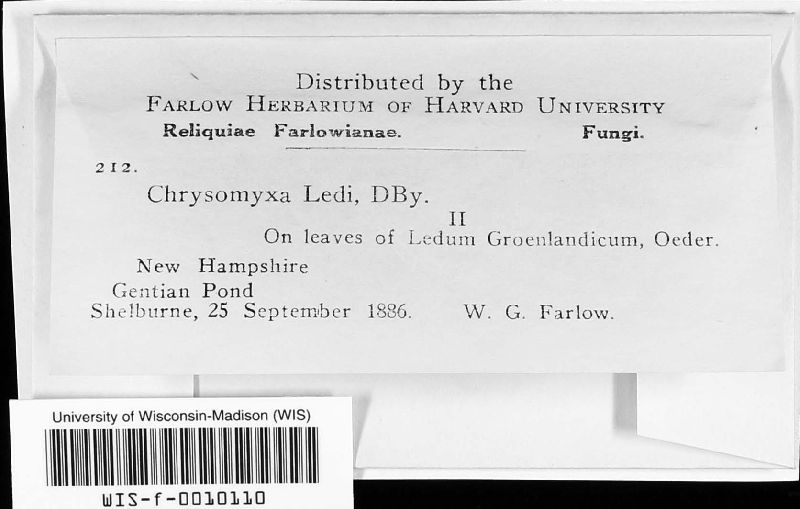 Distributed by the
FARLOW HERBARIUM OF HARVARD UNIVERSITY
Reliquiae Farlowianae. Fungi.
212.
Chrysomyxa Ledi, DBy.
II
On leaves of Ledum Groenlandicum, Oeder.
New Hampshire
Gentian Pond
Shelburne, 25 September 1886. W. G. Farlow.
University of Wisconsin-Madison (WIS)
WIS-f-0010110